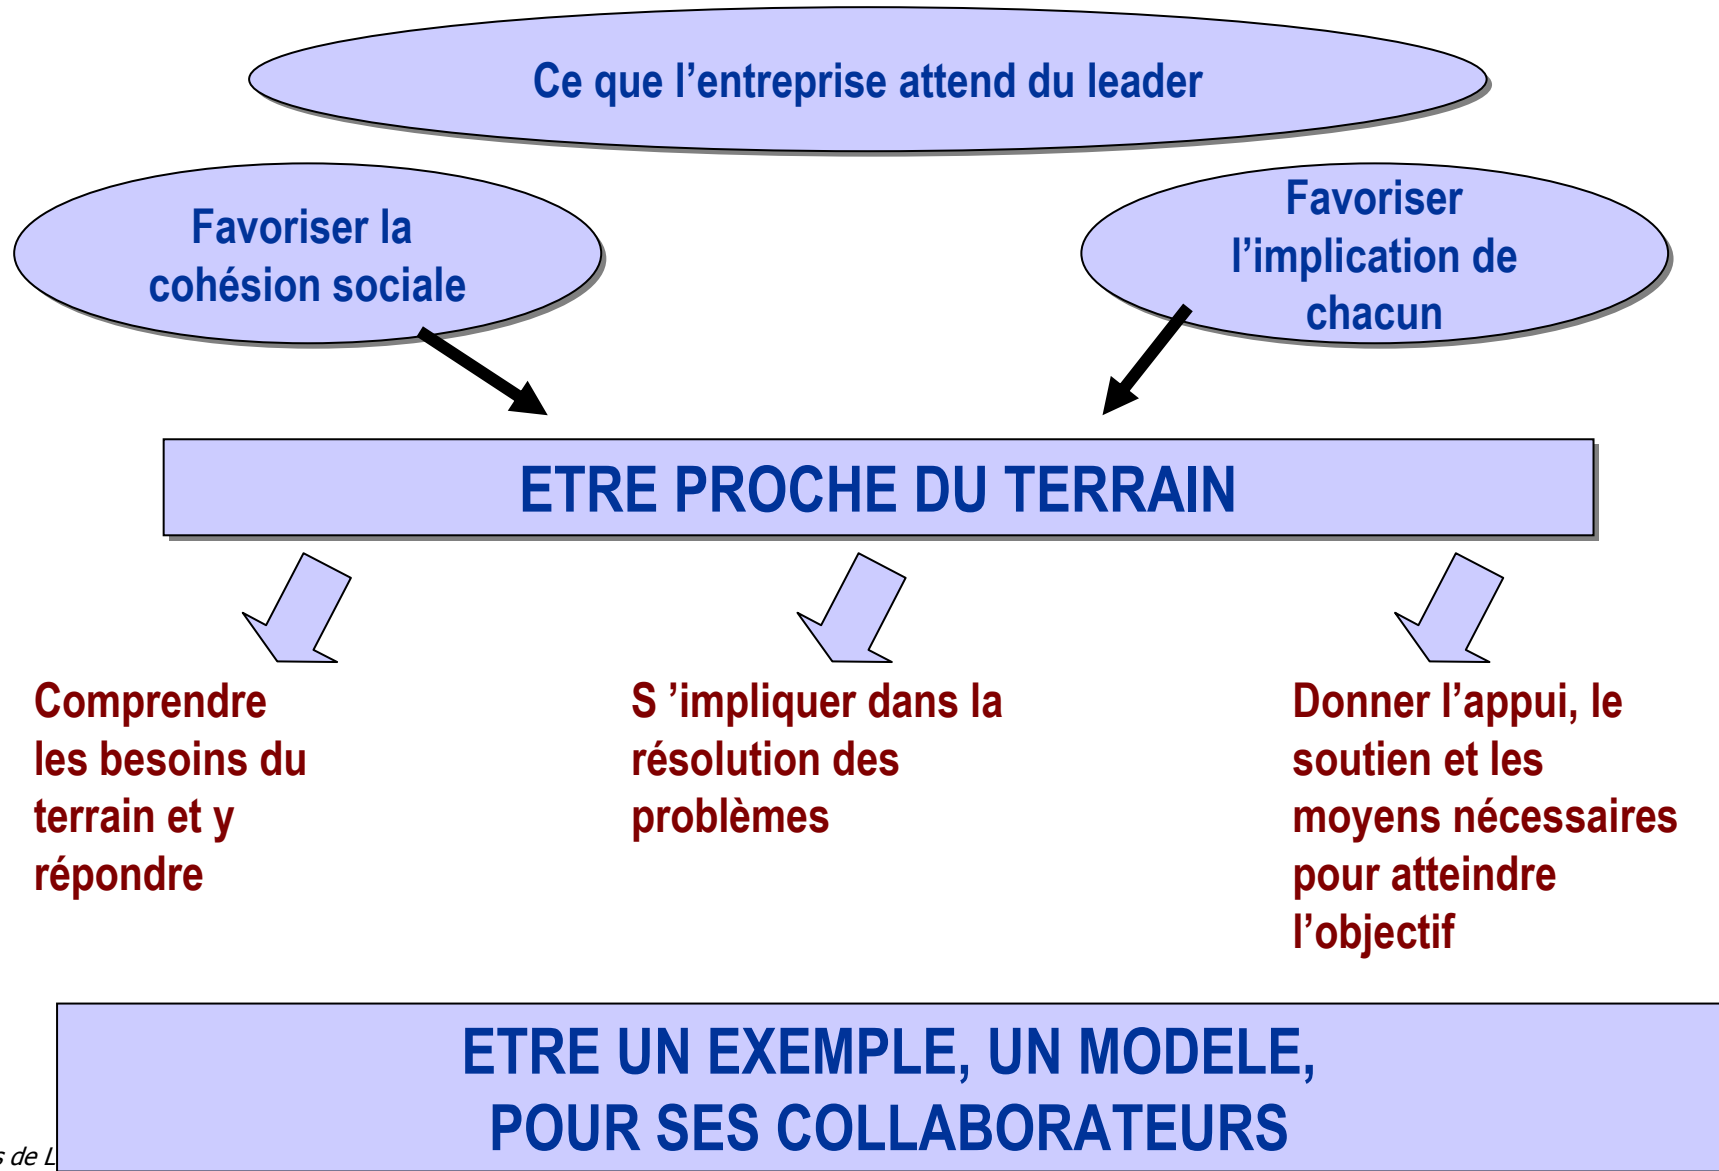 Ce que l’entreprise attend du leader
Favoriser la
cohésion sociale
Favoriser
l’implication de
chacun
ETRE PROCHE DU TERRAIN
Comprendre
les besoins du
terrain et y
répondre
S ’impliquer dans la
résolution des
problèmes
Donner l’appui, le
soutien et les
moyens nécessaires
pour atteindre
l’objectif
ETRE UN EXEMPLE, UN MODELE,
POUR SES COLLABORATEURS
de L